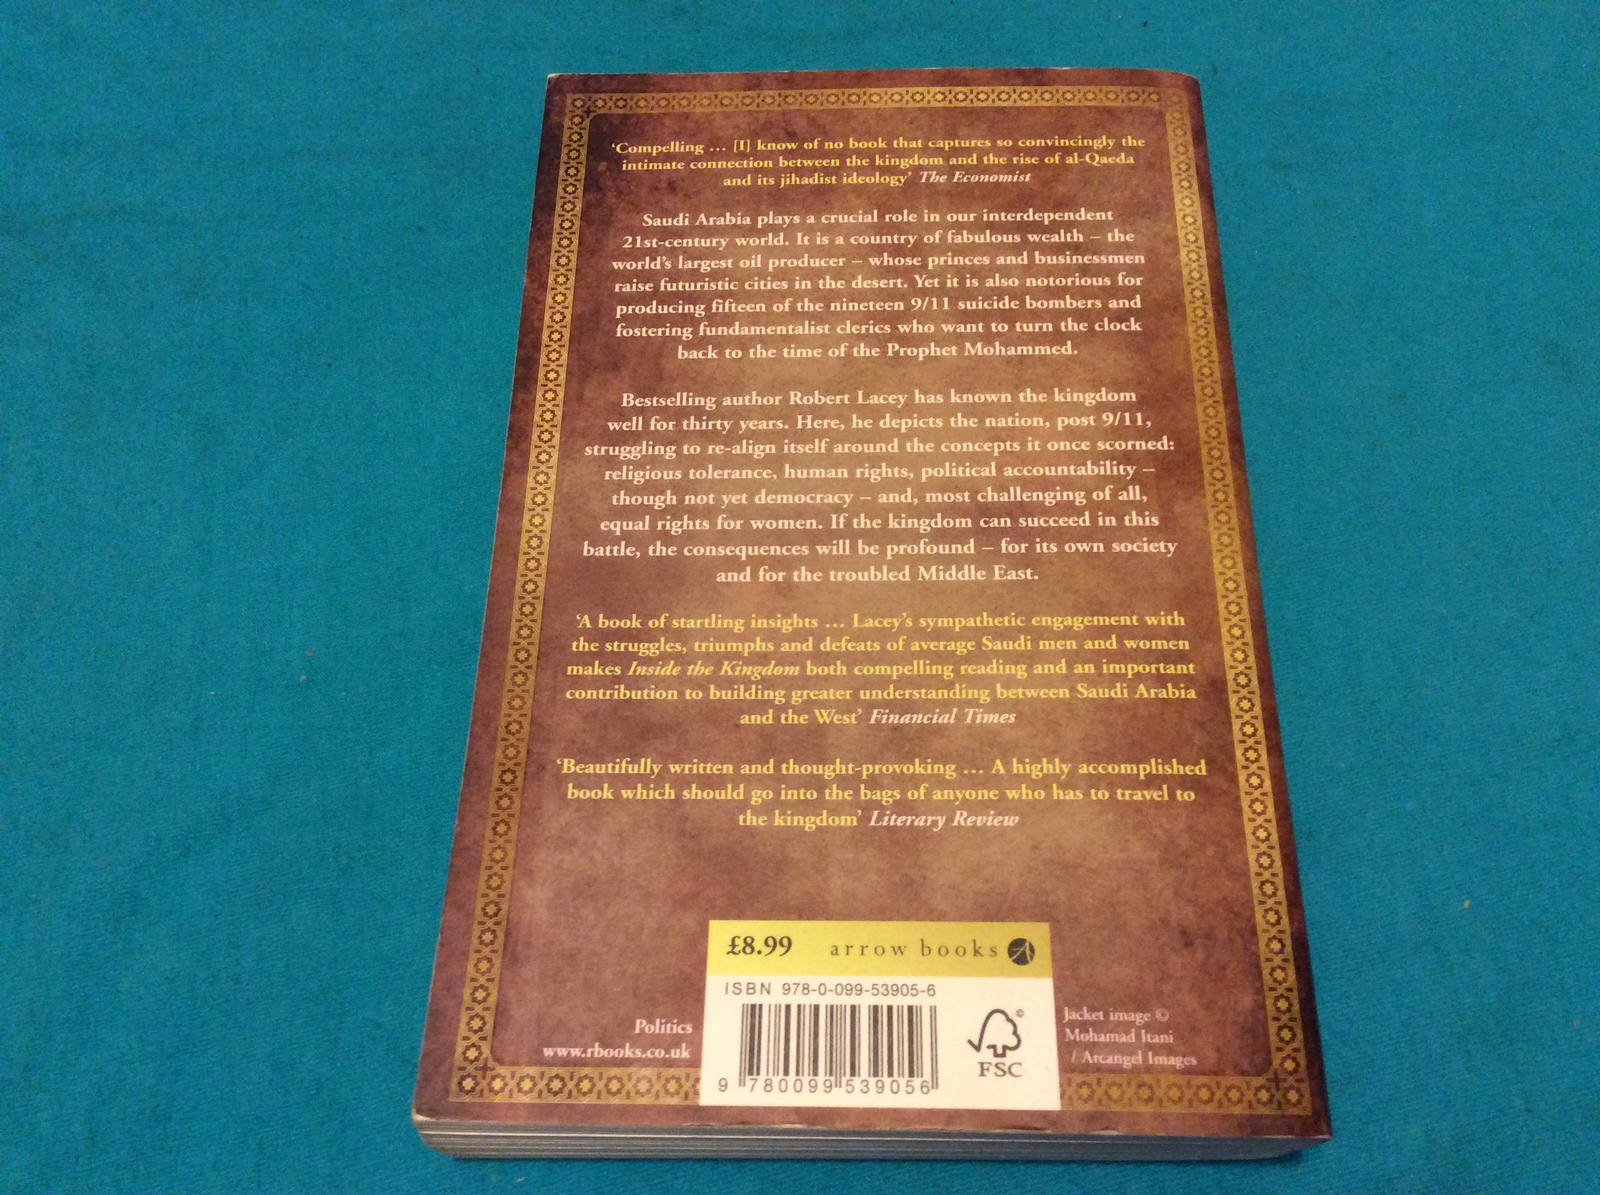 ‘Compelling … [I] know of no book that captures so convincingly the
intimate connection between the kingdom and the rise of al-Qaeda
and its jihadist ideology’ The Economist
Saudi Arabia plays a crucial role in our interdependent
21st-century world. It is a country of fabulous wealth – the
world’s largest oil producer – whose princes and businessmen
raise futuristic cities in the desert. Yet it is also notorious for
producing fifteen of the nineteen 9/11 suicide bombers and
fostering fundamentalist clerics who want to turn the clock
back to the time of the Prophet Mohammed.
Bestselling author Robert Lacey has known the kingdom
well for thirty years. Here, he depicts the nation, post 9/11,
struggling to re-align itself around the concepts it once scorned:
religious tolerance, human rights, political accountability –
though not yet democracy – and, most challenging of all,
equal rights for women. If the kingdom can succeed in this
battle, the consequences will be profound – for its own society
and for the troubled Middle East.
‘A book of startling insights … Lacey’s sympathetic engagement with
the struggles, triumphs and defeats of average Saudi men and women
makes Inside the Kingdom both compelling reading and an important
contribution to building greater understanding between Saudi Arabia
and the West’ Financial Times
‘Beautifully written and thought-provoking … A highly accomplished
book which should go into the bags of anyone who has to travel to
the kingdom’ Literary Review
£8.99 arrow books
ISBN 978-0-099-53905-6
9 780099 539056
FSC
Politics
www.rbooks.co.uk
Jacket image ©
Mohamad Itani
/ Arcangel Images